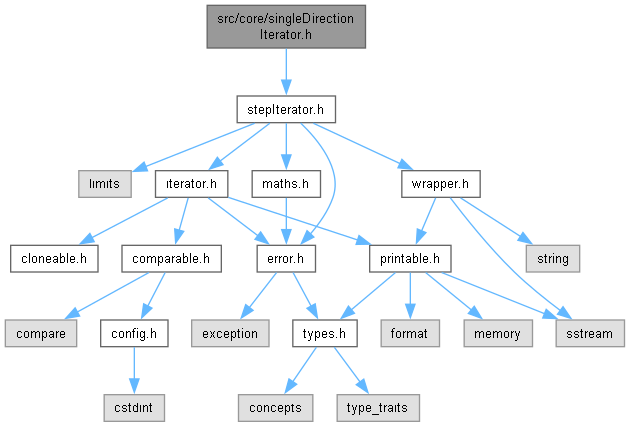 src/core/singleDirection
Iterator.h
stepIterator.h
limits
iterator.h
maths.h
wrapper.h
cloneable.h
comparable.h
error.h
printable.h
string
compare
config.h
exception
types.h
format
memory
sstream
cstdint
concepts
type_traits